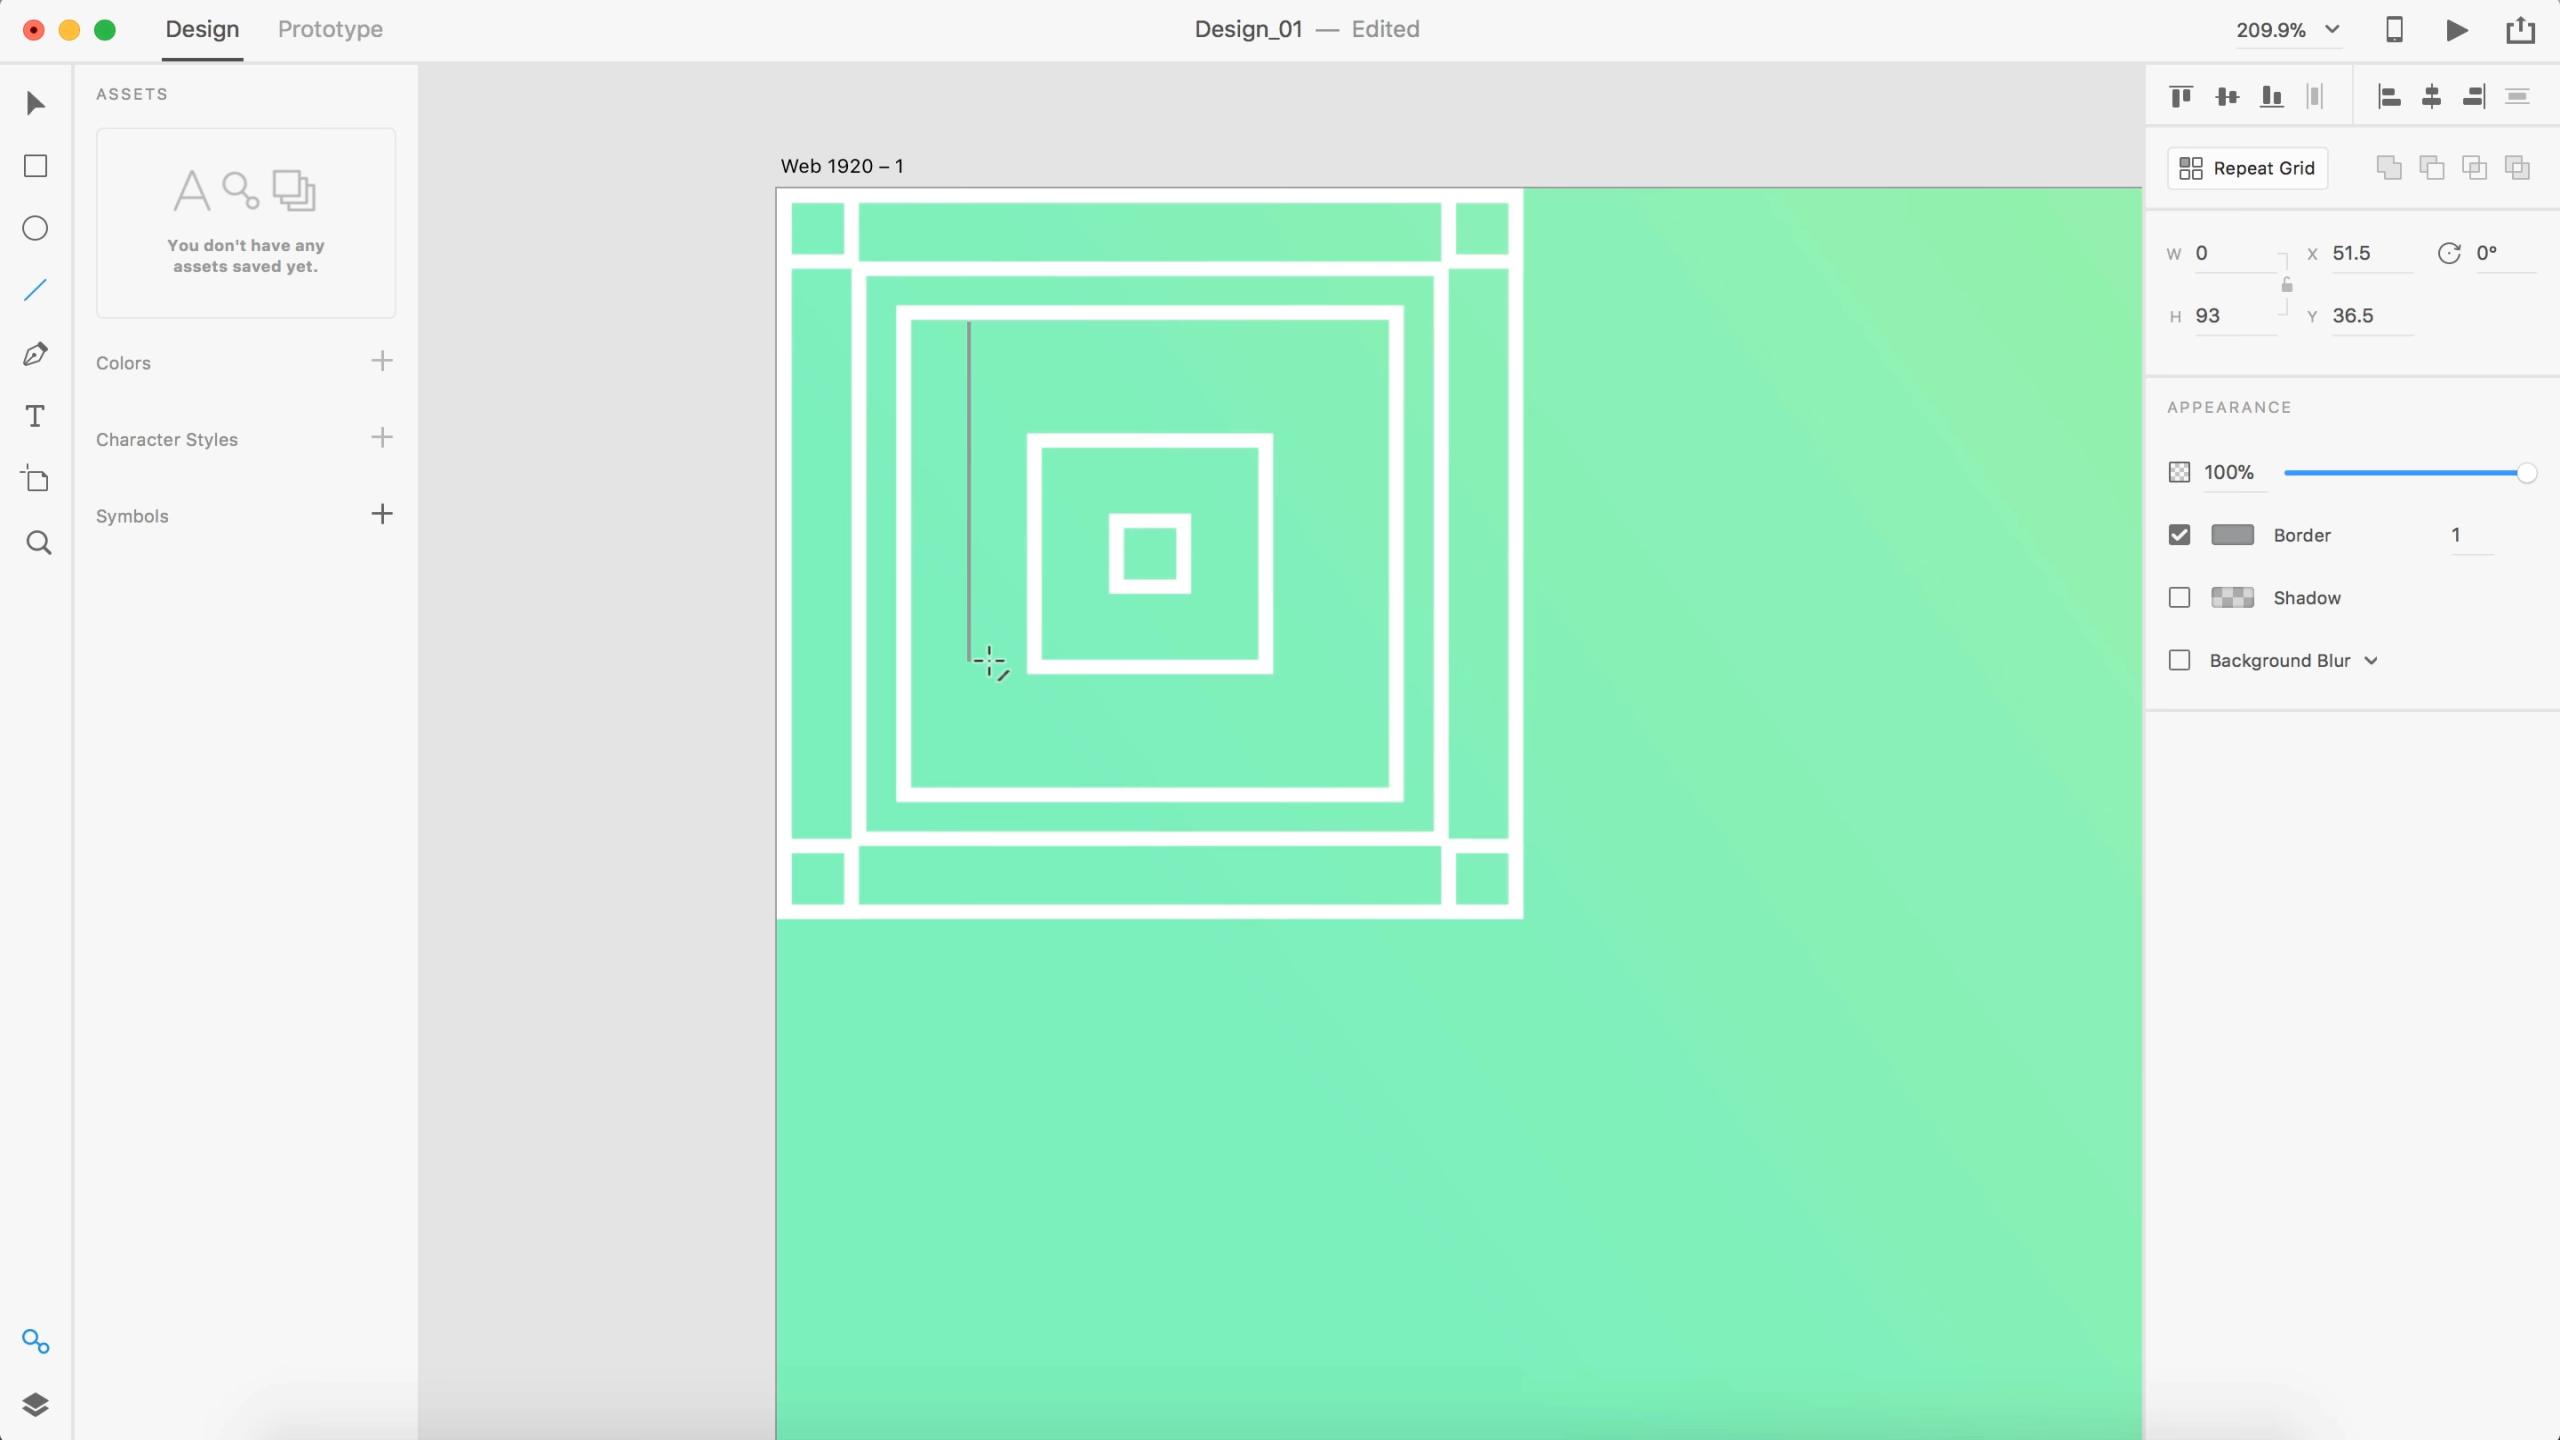 Design
Prototype
Design_01 — Edited
209.9%
ASSETS
You don't have any
assets saved yet.
Colors
Character Styles
Symbols
Web 1920 – 1
Repeat Grid
W 0
X 51.5
0°
H 93
Y 36.5
APPEARANCE
100%
Border 1
Shadow
Background Blur